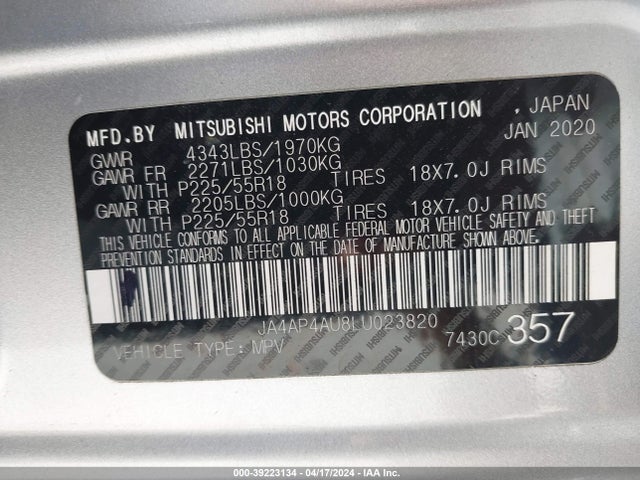 MFD.BY MITSUBISHI MOTORS CORPORATION , JAPAN
GVWR 4343LBS/1970KG JAN 2020
GAWR FR 2271LBS/1030KG
WITH P225/55R18 TIRES 18X7.0J RIMS
GAWR RR 2205LBS/1000KG
WITH P225/55R18 TIRES 18X7.0J RIMS
THIS VEHICLE CONFORMS TO ALL APPLICABLE FEDERAL MOTOR VEHICLE SAFETY AND THEFT
PREVENTION STANDARDS IN EFFECT ON THE DATE OF MANUFACTURE SHOWN ABOVE.
JA4AP4AU8LU023820
VEHICLE TYPE: MPV 7430C 357
000-39223134 - 04/17/2024 - IAA Inc.